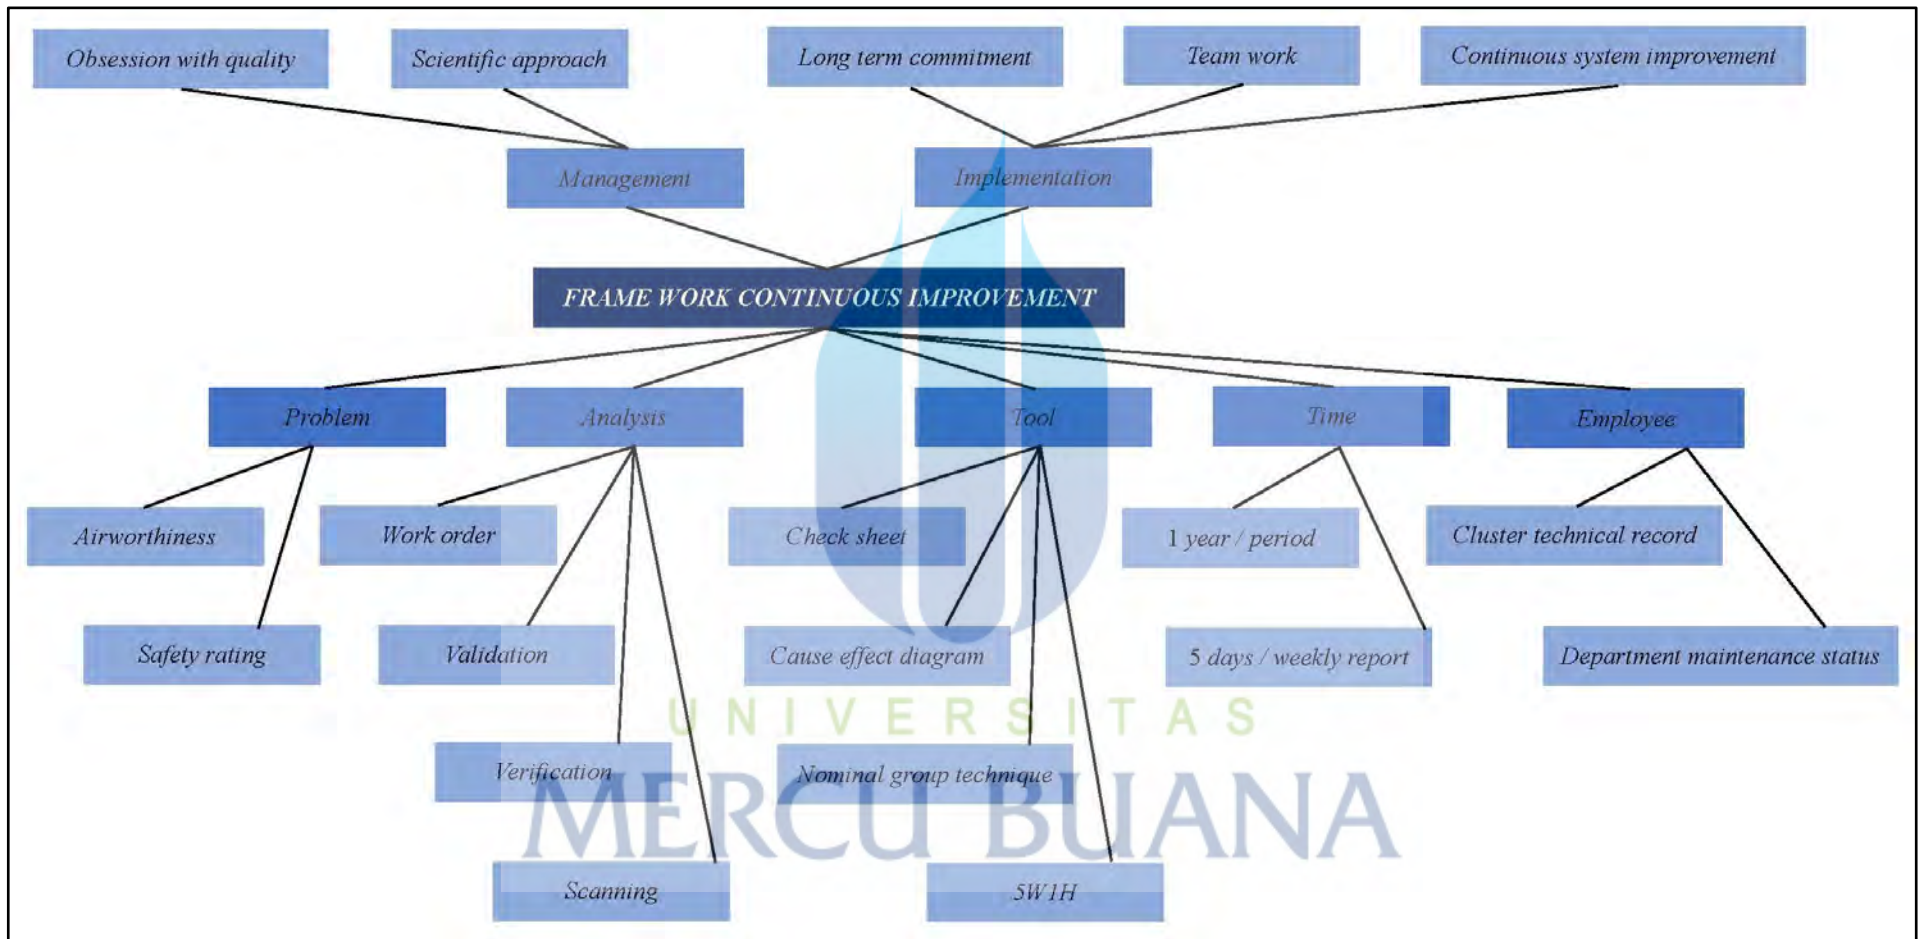 Obsession with quality
Scientific approach
Long term commitment
Team work
Continuous system improvement
Management
Implementation
FRAME WORK CONTINUOUS IMPROVEMENT
Problem
Analysis
Tool
Time
Employee
Airworthiness
Work order
Check sheet
1 year / period
Cluster technical record
Safety rating
Validation
Cause effect diagram
5 days / weekly report
Department maintenance status
UNIVERSITAS
Verification
Nominal group technique
MERCU BUANA
Scanning
5W1H